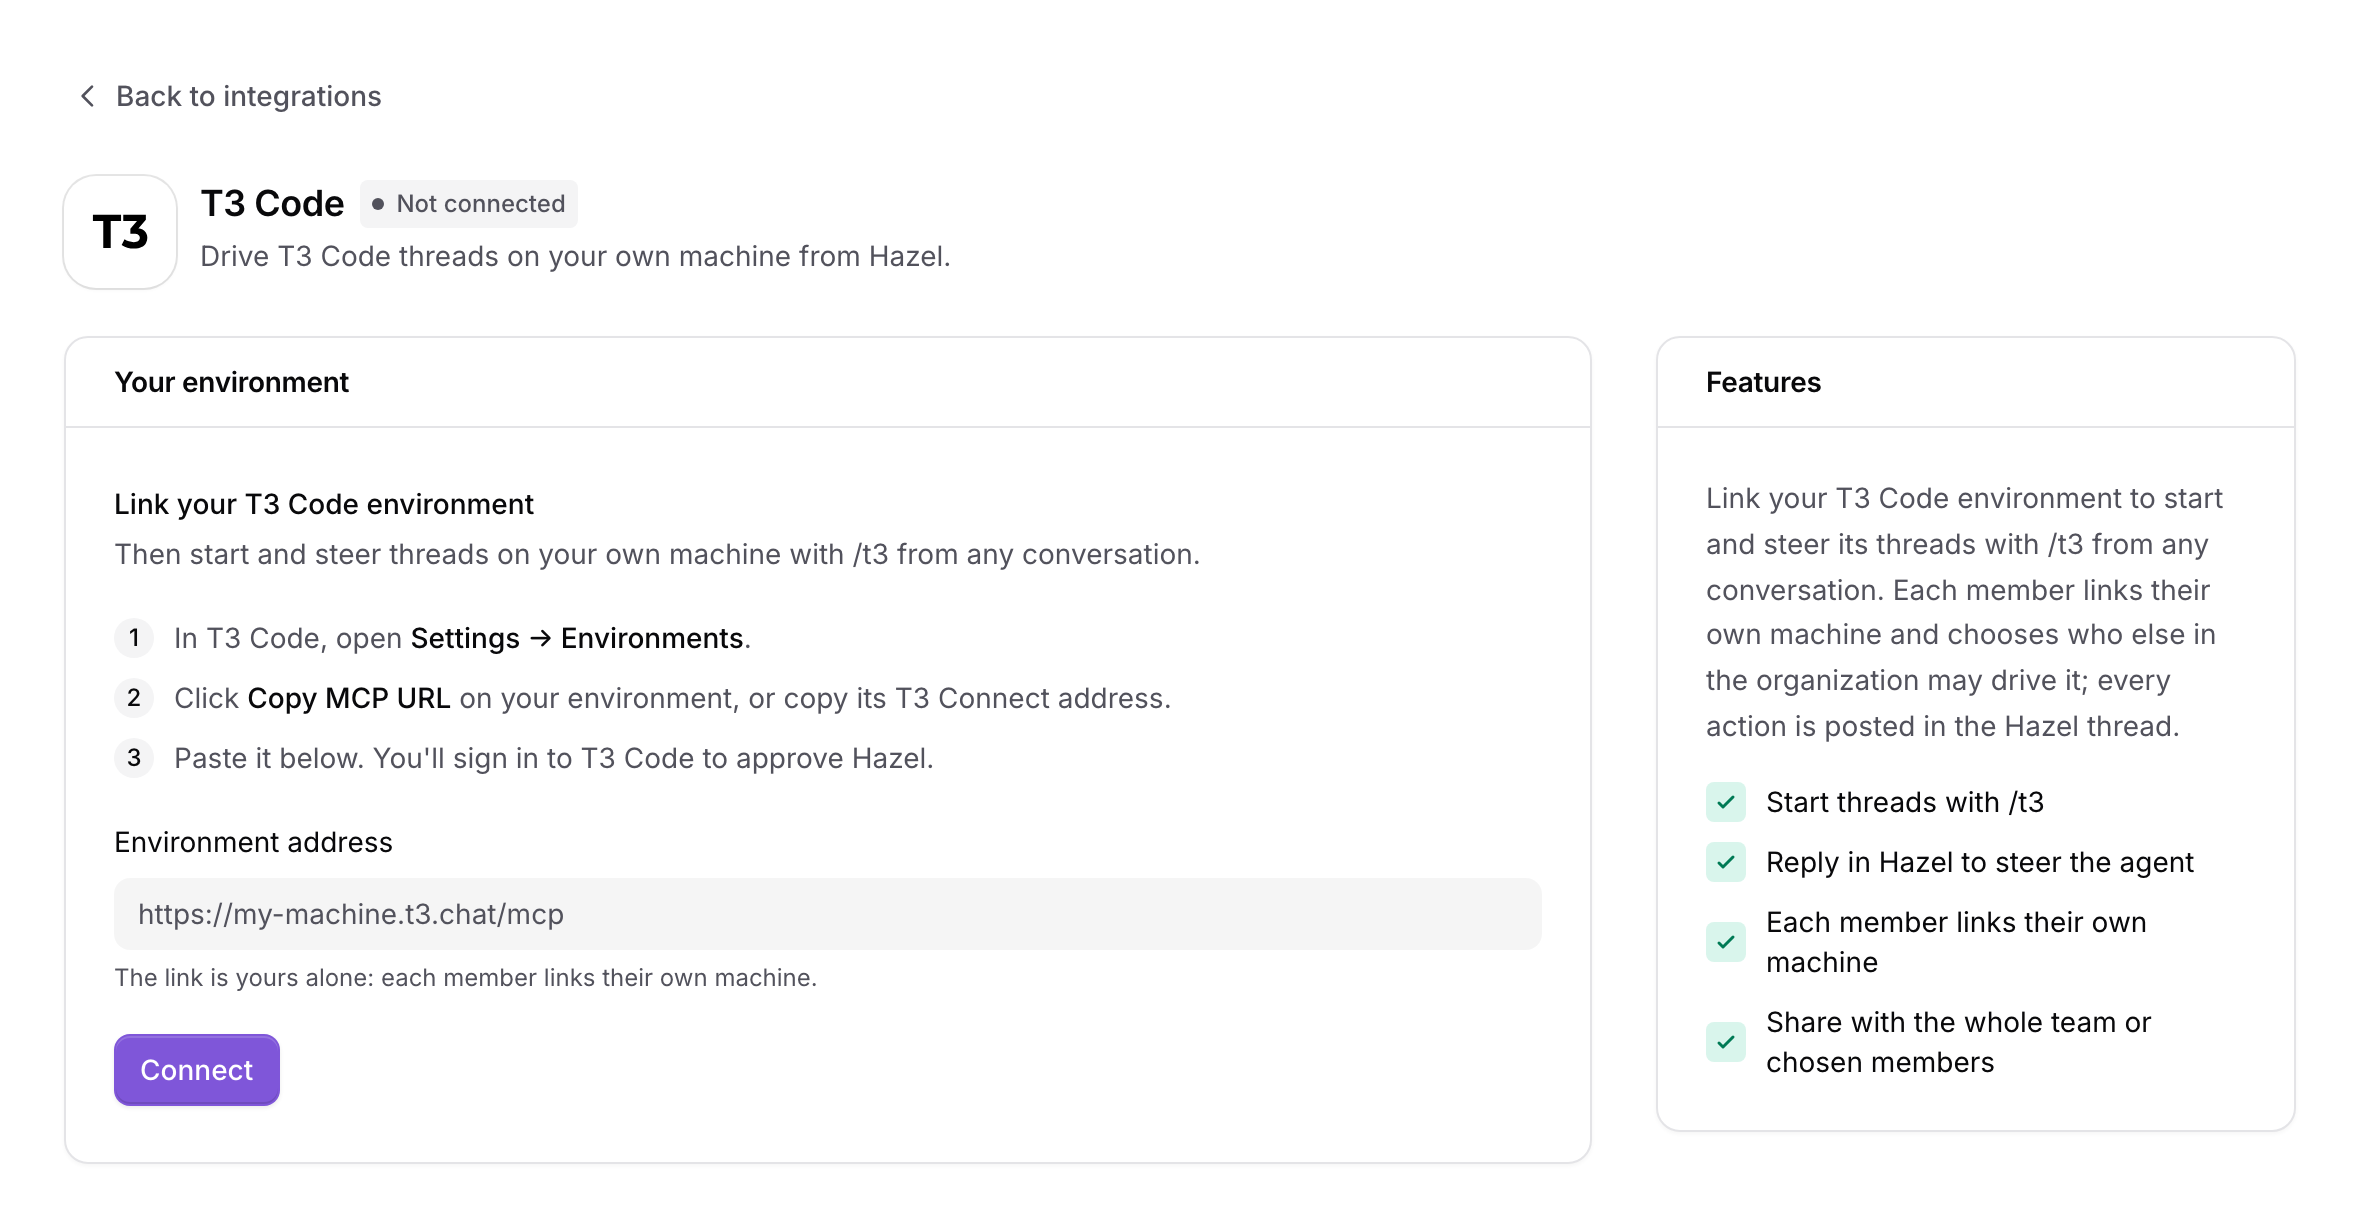 Back to integrations
T3
T3 Code
Not connected
Drive T3 Code threads on your own machine from Hazel.
Your environment
Link your T3 Code environment
Then start and steer threads on your own machine with /t3 from any conversation.
1 In T3 Code, open Settings → Environments.
2 Click Copy MCP URL on your environment, or copy its T3 Connect address.
3 Paste it below. You'll sign in to T3 Code to approve Hazel.
Environment address
https://my-machine.t3.chat/mcp
The link is yours alone: each member links their own machine.
Connect
Features
Link your T3 Code environment to start
and steer its threads with /t3 from any
conversation. Each member links their
own machine and chooses who else in
the organization may drive it; every
action is posted in the Hazel thread.
Start threads with /t3
Reply in Hazel to steer the agent
Each member links their own
machine
Share with the whole team or
chosen members